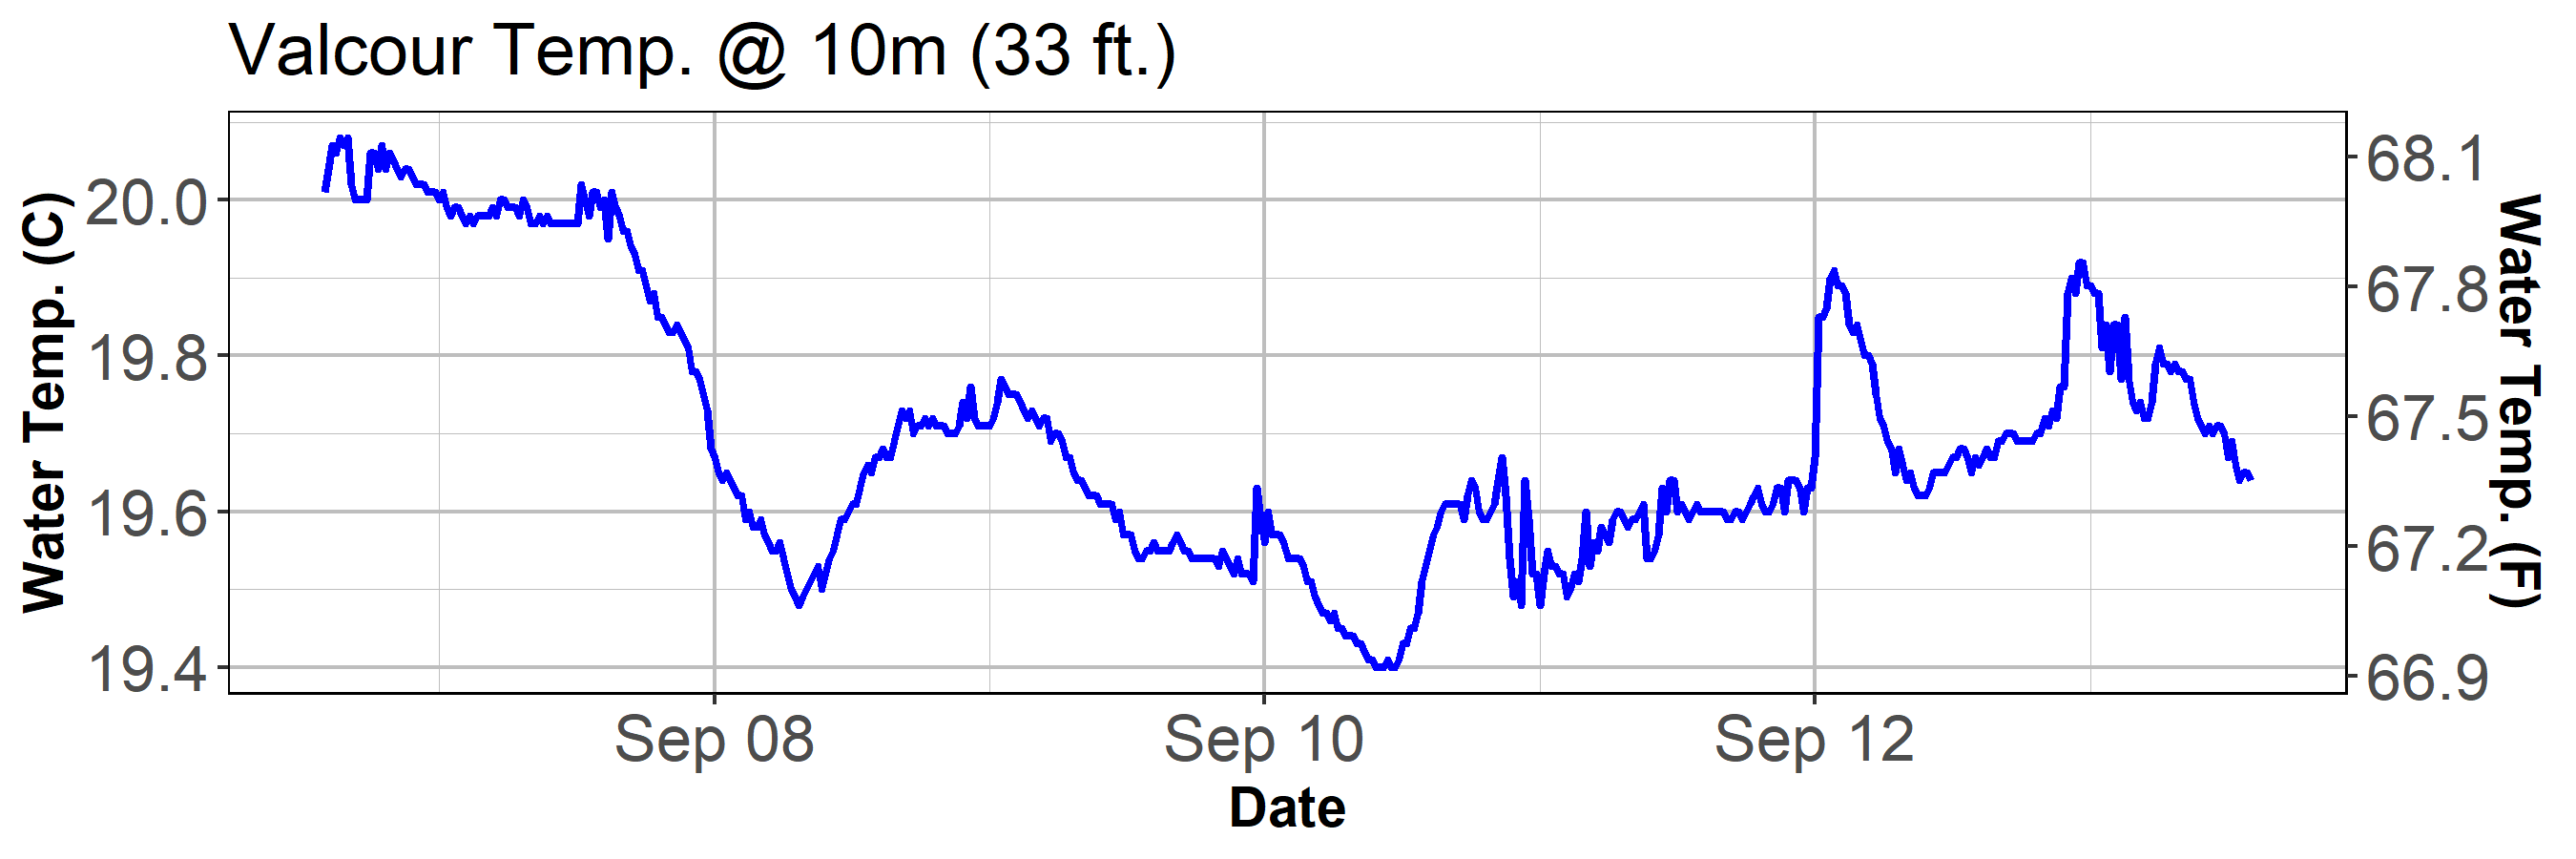 Valcour Temp. @ 10m (33 ft.)
Water Temp. (C)
20.0
19.8
19.6
19.4
68.1
67.8
67.5
67.2
66.9
Water Temp. (F)
Sep 08 Sep 10 Sep 12
Date